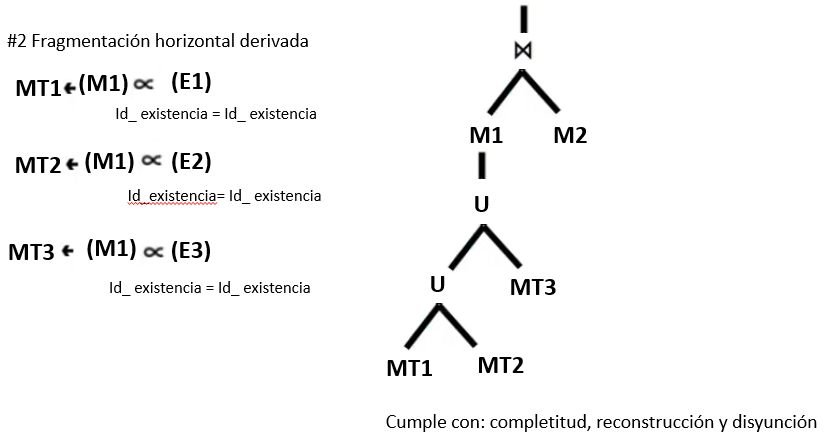 #2 Fragmentación horizontal derivada
MT1←(M1) ∝ (E1)
Id_ existencia = Id_ existencia
MT2 ← (M1) ∝ (E2)
Id_existencia= Id_ existencia
MT3 ← (M1) ∝ (E3)
Id_ existencia = Id_ existencia
⋈
M1 M2
U
U MT3
MT1 MT2
Cumple con: completitud, reconstrucción y disyunción